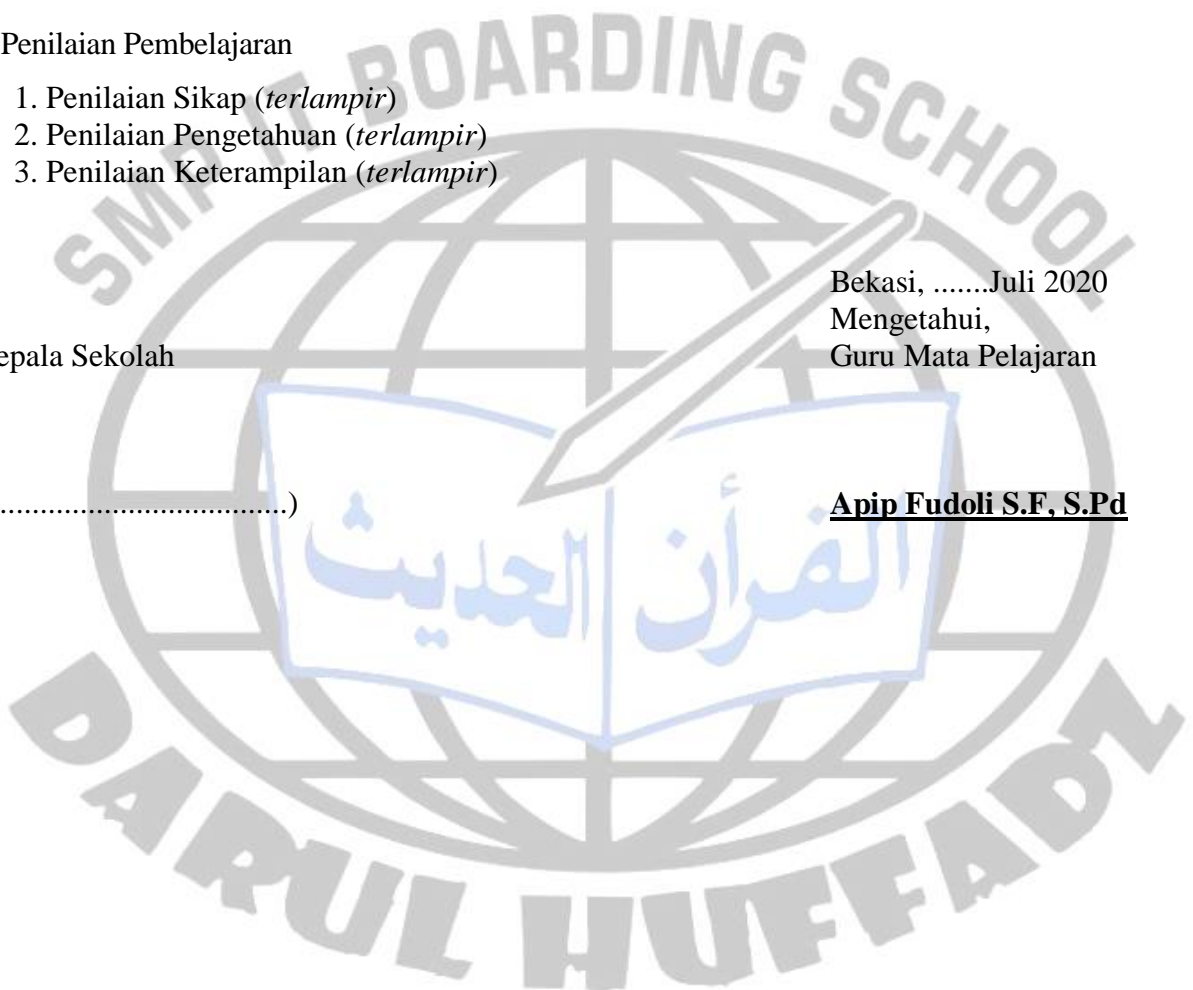 Penilaian Pembelajaran
1. Penilaian Sikap (terlampir)
2. Penilaian Pengetahuan (terlampir)
3. Penilaian Keterampilan (terlampir)
Bekasi, .......Juli 2020
Mengetahui,
epala Sekolah
Guru Mata Pelajaran
....................................)
Apip Fudoli S.F, S.Pd
SMP IT BOARDING SCHOOL
القرأن الحديث
DARUL HUFFADZ